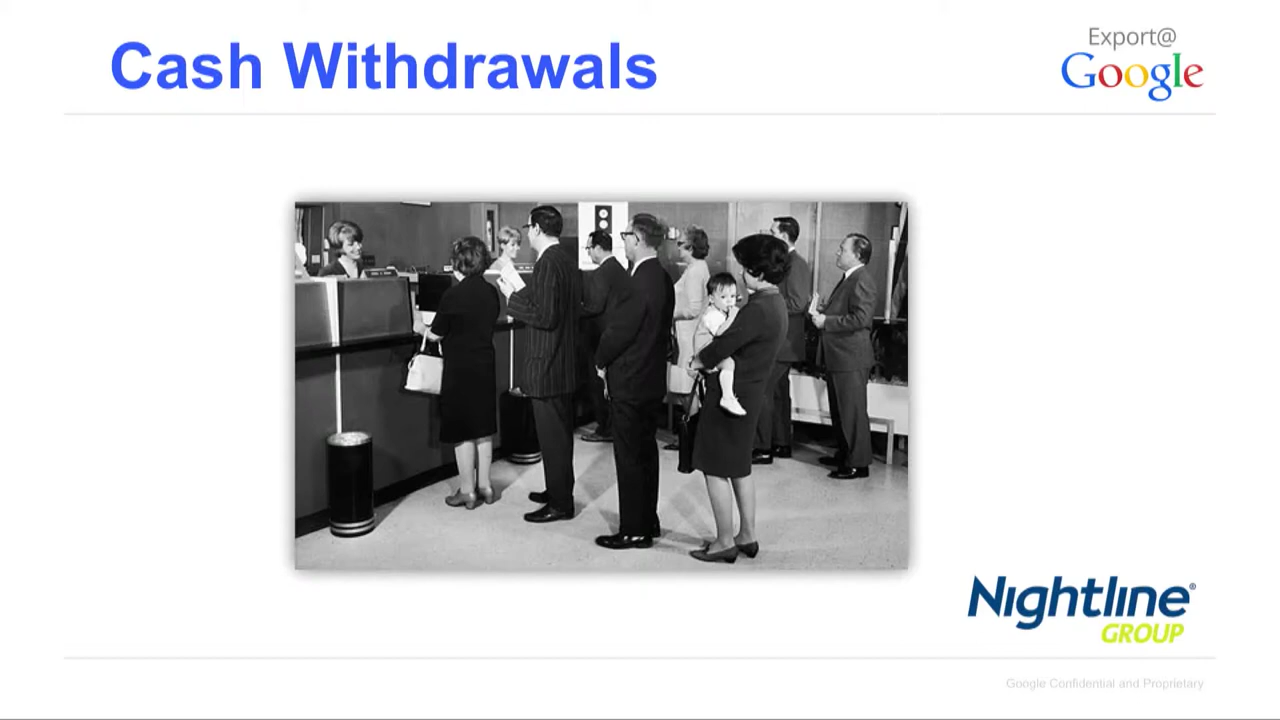 Cash Withdrawals
Export@
Google
Nightline®
GROUP
Google Confidential and Proprietary